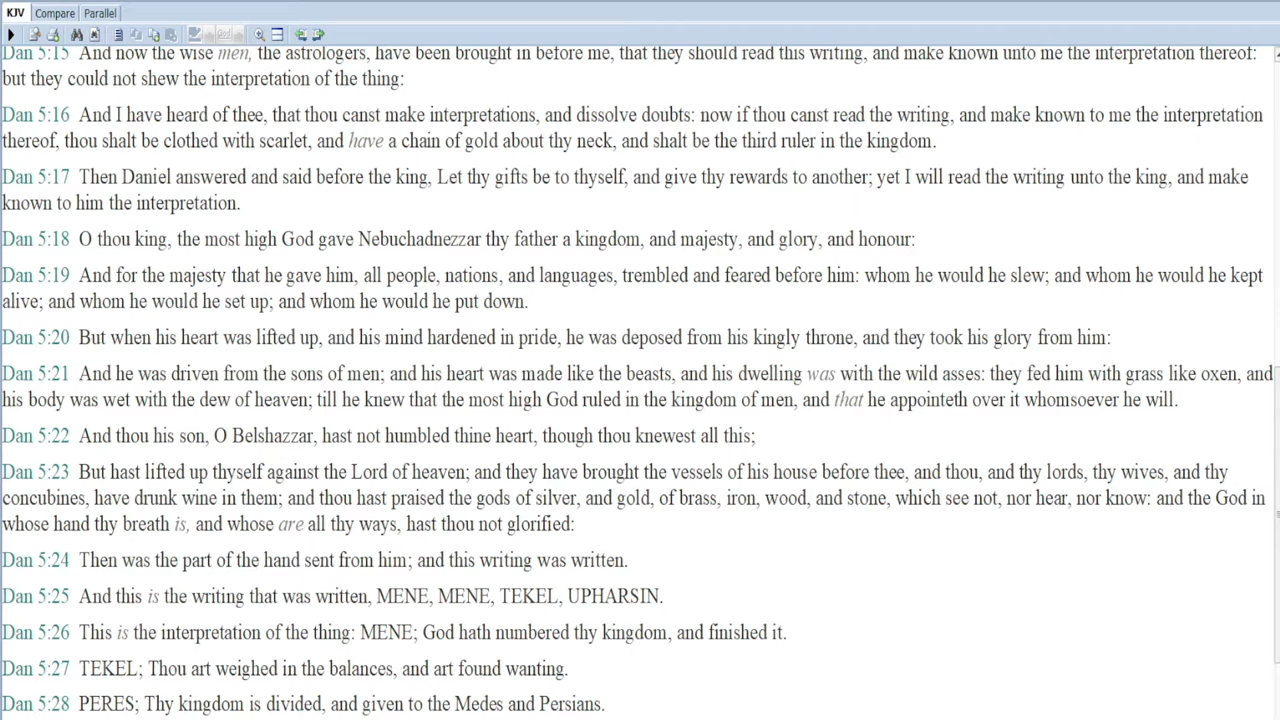 KJV Compare Parallel
Dan 5:15 And now the wise men, the astrologers, have been brought in before me, that they should read this writing, and make known unto me the interpretation thereof:
but they could not shew the interpretation of the thing:
Dan 5:16 And I have heard of thee, that thou canst make interpretations, and dissolve doubts: now if thou canst read the writing, and make known to me the interpretation
thereof, thou shalt be clothed with scarlet, and have a chain of gold about thy neck, and shalt be the third ruler in the kingdom.
Dan 5:17 Then Daniel answered and said before the king, Let thy gifts be to thyself, and give thy rewards to another; yet I will read the writing unto the king, and make
known to him the interpretation.
Dan 5:18 O thou king, the most high God gave Nebuchadnezzar thy father a kingdom, and majesty, and glory, and honour:
Dan 5:19 And for the majesty that he gave him, all people, nations, and languages, trembled and feared before him: whom he would he slew; and whom he would he kept
alive; and whom he would he set up; and whom he would he put down.
Dan 5:20 But when his heart was lifted up, and his mind hardened in pride, he was deposed from his kingly throne, and they took his glory from him:
Dan 5:21 And he was driven from the sons of men; and his heart was made like the beasts, and his dwelling was with the wild asses: they fed him with grass like oxen, and
his body was wet with the dew of heaven; till he knew that the most high God ruled in the kingdom of men, and that he appointeth over it whomsoever he will.
Dan 5:22 And thou his son, O Belshazzar, hast not humbled thine heart, though thou knewest all this;
Dan 5:23 But hast lifted up thyself against the Lord of heaven; and they have brought the vessels of his house before thee, and thou, and thy lords, thy wives, and thy
concubines, have drunk wine in them; and thou hast praised the gods of silver, and gold, of brass, iron, wood, and stone, which see not, nor hear, nor know: and the God in
whose hand thy breath is, and whose are all thy ways, hast thou not glorified:
Dan 5:24 Then was the part of the hand sent from him; and this writing was written.
Dan 5:25 And this is the writing that was written, MENE, MENE, TEKEL, UPHARSIN.
Dan 5:26 This is the interpretation of the thing: MENE; God hath numbered thy kingdom, and finished it.
Dan 5:27 TEKEL; Thou art weighed in the balances, and art found wanting.
Dan 5:28 PERES; Thy kingdom is divided, and given to the Medes and Persians.